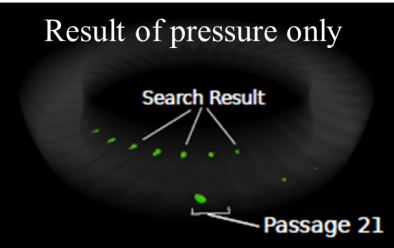 Result of pressure only
Search Result
Passage 21